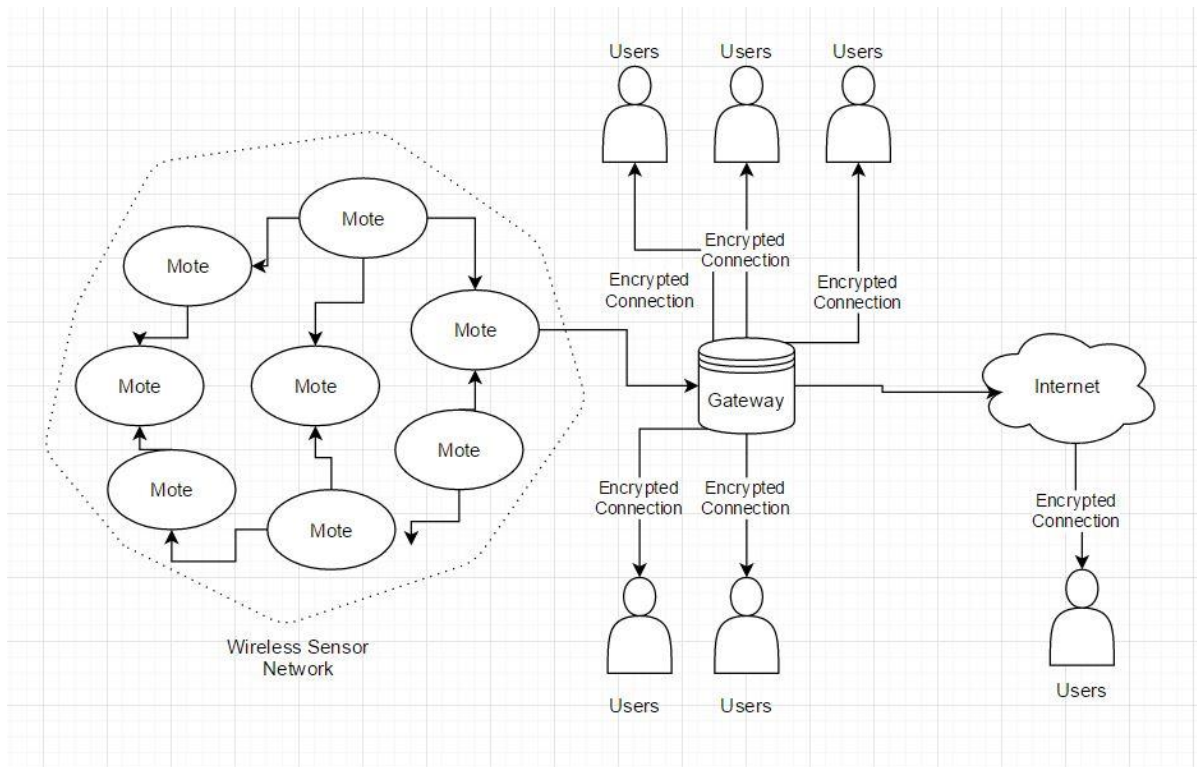 Users
Users
Users
Mote
Mote
Mote
Mote
Mote
Mote
Mote
Mote
Wireless Sensor
Network
Encrypted
Connection
Encrypted
Connection
Encrypted
Connection
Gateway
Internet
Encrypted
Connection
Encrypted
Connection
Encrypted
Connection
Users
Users
Users